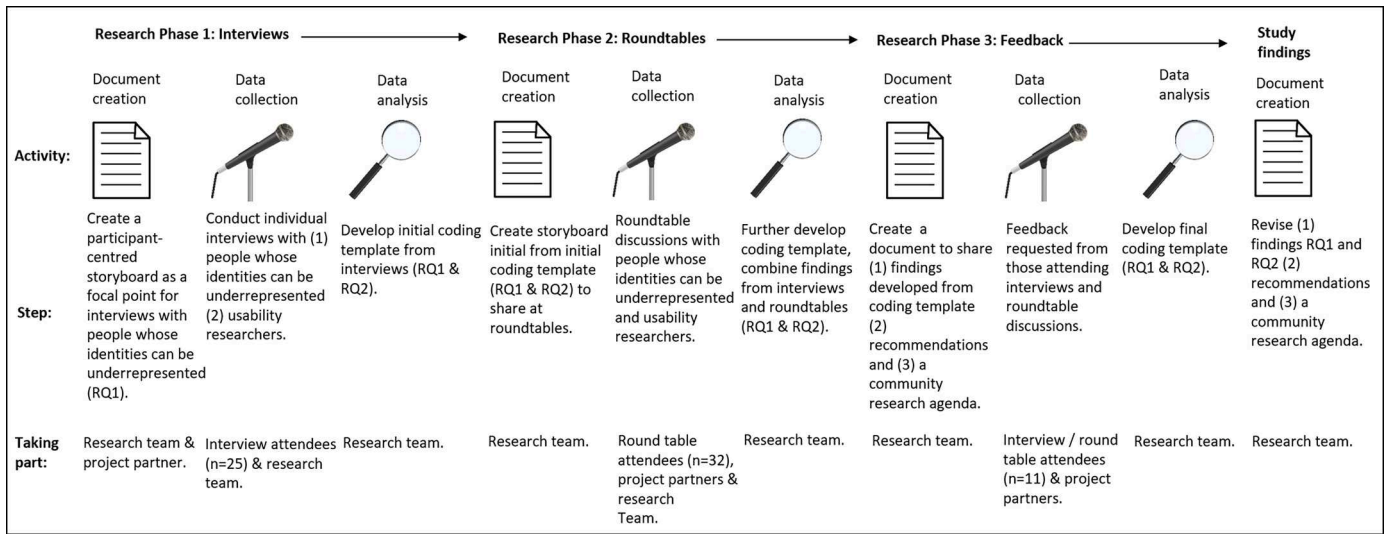 Research Phase 1: Interviews
Research Phase 2: Roundtables
Research Phase 3: Feedback
Study
findings
Document
creation
Data
collection
Data
analysis
Document
creation
Data
collection
Data
analysis
Document
creation
Data
collection
Data
analysis
Document
creation
Activity:
Step:
Create a
participant-
centred
storyboard as a
focal point for
interviews with
people whose
identities can be
underrepresented
(RQ1).
Conduct individual
interviews with (1)
people whose
identities can be
underrepresented
(2) usability
researchers.
Develop initial coding
template from
interviews (RQ1 &
RQ2).
Create storyboard
initial from initial
coding template
(RQ1 & RQ2) to
share at
roundtables.
Roundtable
discussions with
people whose
identities can be
underrepresented
and usability
researchers.
Further develop
coding template,
combine findings
from interviews
and roundtables
(RQ1 & RQ2).
Create a
document to share
(1) findings
developed from
coding template
(2)
recommendations
and (3) a
community
research agenda.
Feedback
requested from
those attending
interviews and
roundtable
discussions.
Develop final
coding template
(RQ1 & RQ2).
Revise (1)
findings RQ1 and
RQ2 (2)
recommendations
and (3) a
community
research agenda.
Taking
part:
Research team &
project partner.
Interview attendees
(n=25) & research
team.
Research team.
Research team.
Round table
attendees (n=32),
project partners &
research
Team.
Research team.
Research team.
Interview / round
table attendees
(n=11) & project
partners.
Research team.
Research team.